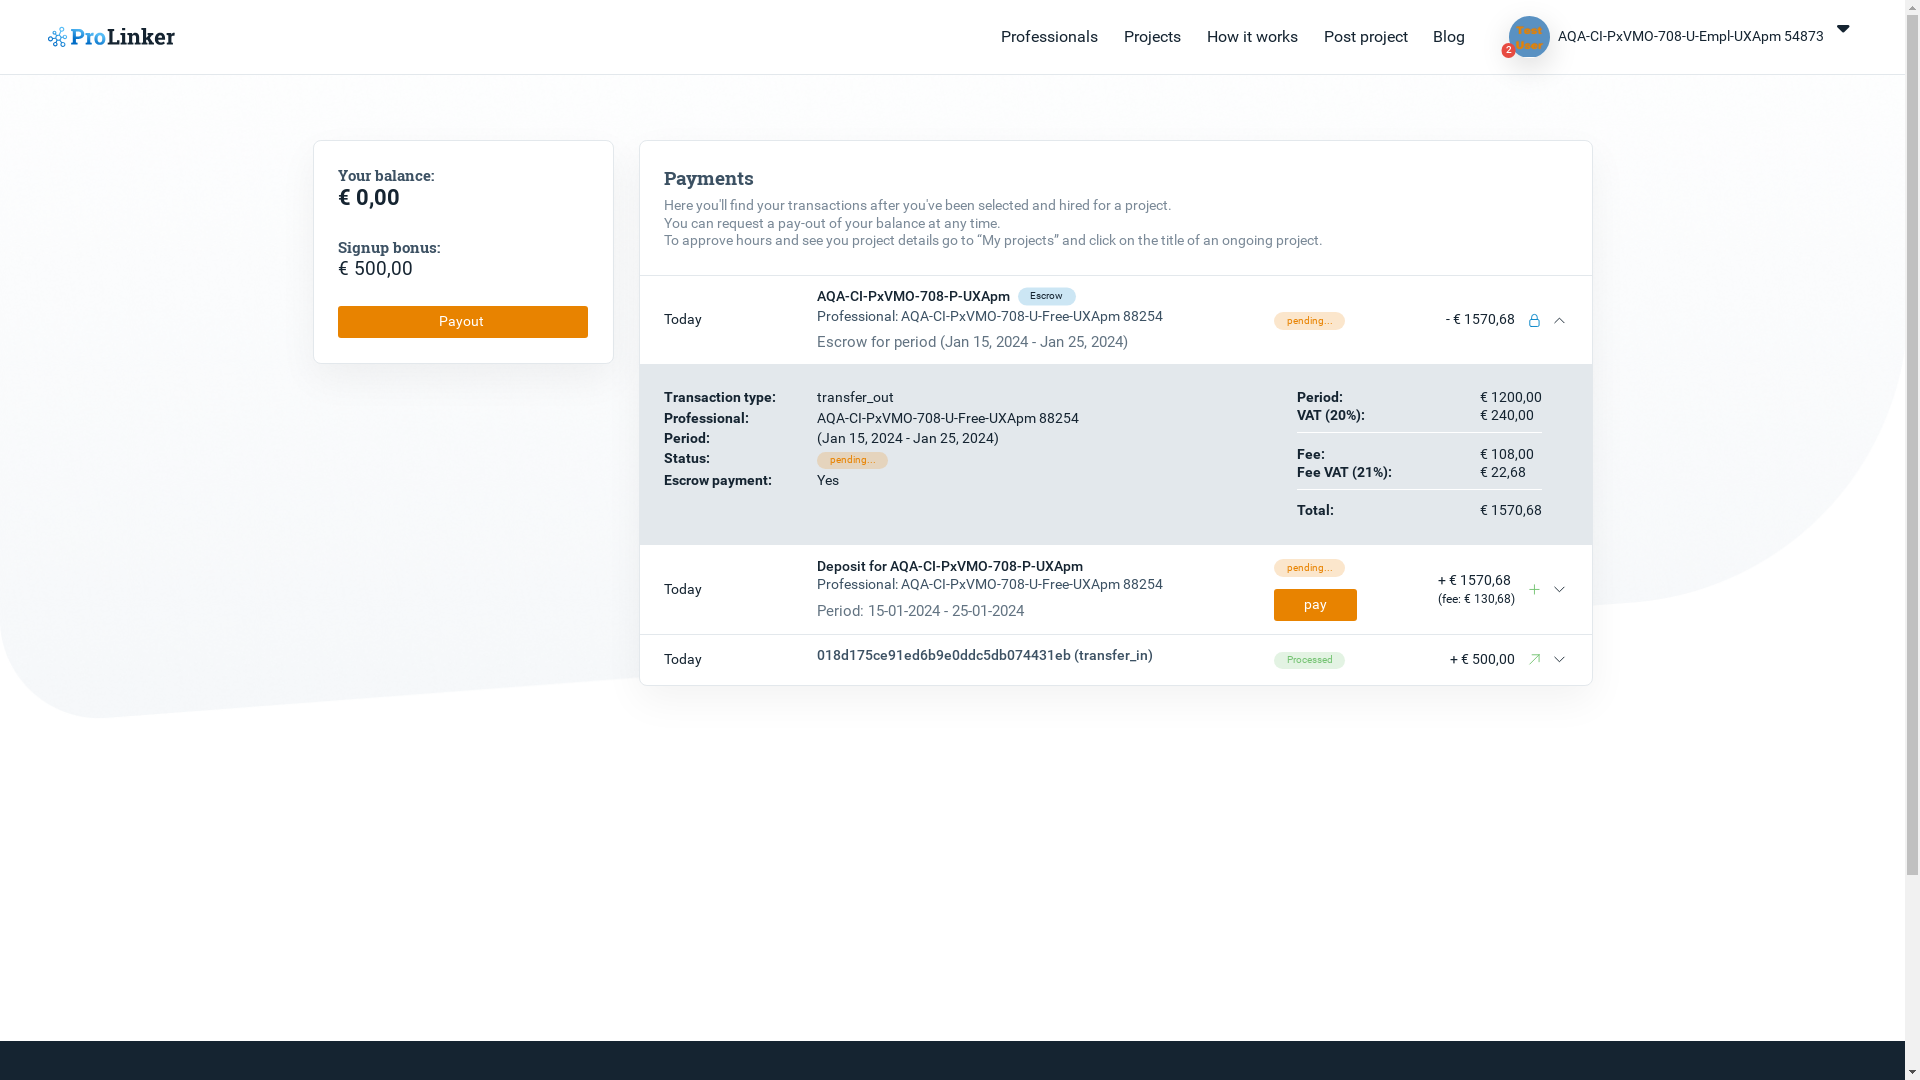 ProLinker
Professionals Projects How it works Post project Blog
Test
User
2
AQA-CI-PxVMO-708-U-Empl-UXApm 54873
Your balance:
€ 0,00
Signup bonus:
€ 500,00
Payout
Payments
Here you'll find your transactions after you've been selected and hired for a project.
You can request a pay-out of your balance at any time.
To approve hours and see you project details go to “My projects” and click on the title of an ongoing project.
Today
AQA-CI-PxVMO-708-P-UXApm Escrow
Professional: AQA-CI-PxVMO-708-U-Free-UXApm 88254
Escrow for period (Jan 15, 2024 - Jan 25, 2024)
pending...
- € 1570,68
Transaction type: transfer_out
Professional: AQA-CI-PxVMO-708-U-Free-UXApm 88254
Period: (Jan 15, 2024 - Jan 25, 2024)
Status: pending...
Escrow payment: Yes
Period: € 1200,00
VAT (20%): € 240,00
Fee: € 108,00
Fee VAT (21%): € 22,68
Total: € 1570,68
Today
Deposit for AQA-CI-PxVMO-708-P-UXApm
Professional: AQA-CI-PxVMO-708-U-Free-UXApm 88254
Period: 15-01-2024 - 25-01-2024
pending...
pay
+ € 1570,68
(fee: € 130,68)
Today
018d175ce91ed6b9e0ddc5db074431eb (transfer_in)
Processed
+ € 500,00